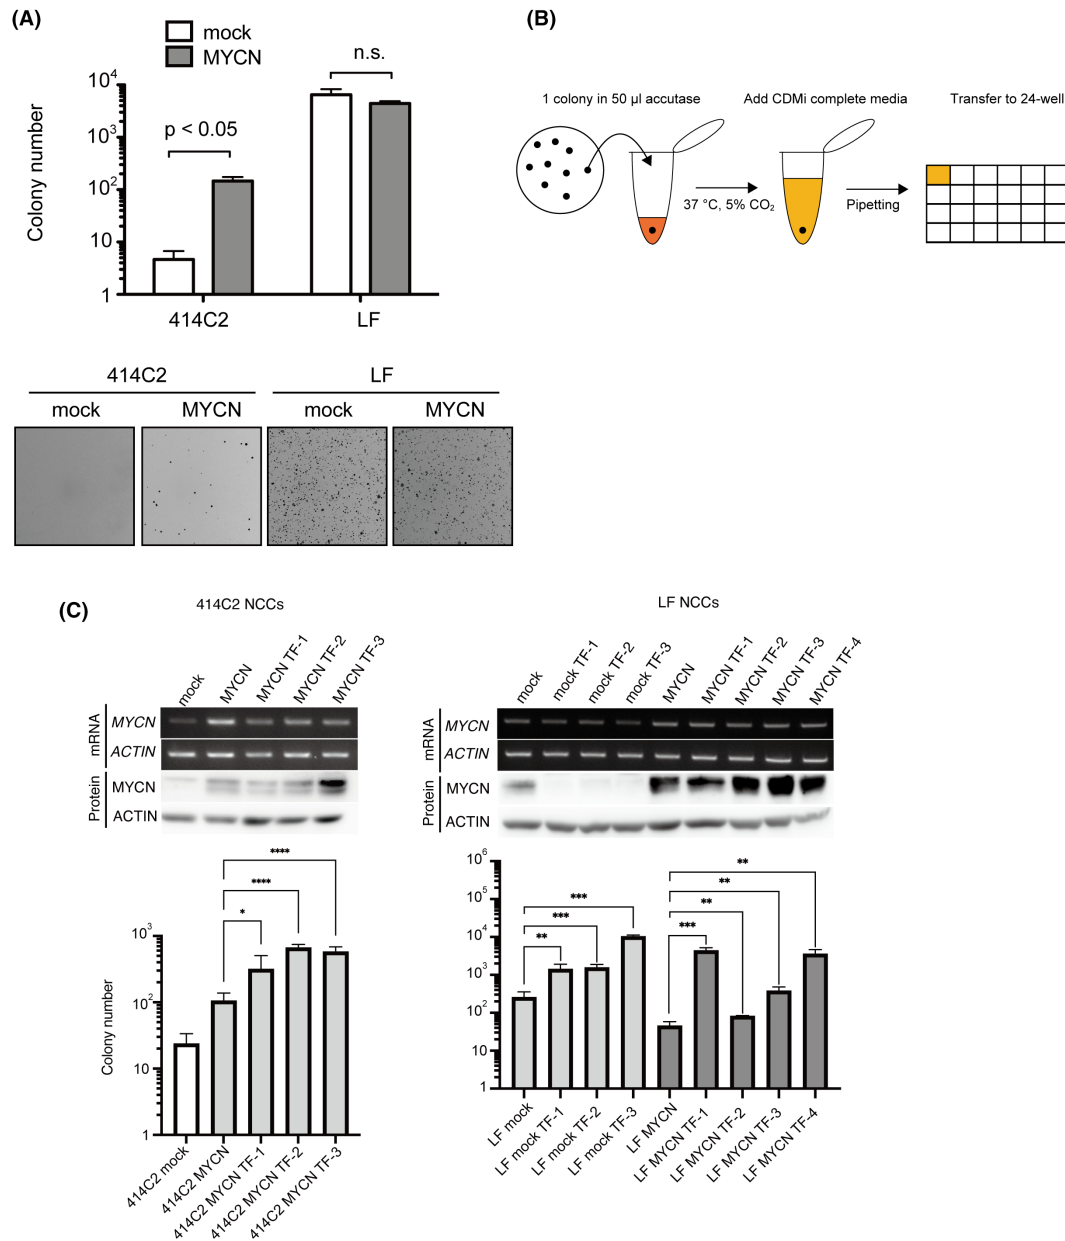 (A)
mock
MYCN
n.s.
p < 0.05
Colony number
10⁴
10³
10²
10
1
414C2
LF
414C2
LF
mock
MYCN
mock
MYCN
(B)
1 colony in 50 µl accutase
Add CDMi complete media
Transfer to 24-well
37 °C, 5% CO₂
Pipetting
(C)
414C2 NCCs
mock
MYCN
MYCN TF-1
MYCN TF-2
MYCN TF-3
mRNA
MYCN
ACTIN
Protein
MYCN
ACTIN
****
****
*
Colony number
10³
10²
10
1
414C2 mock
414C2 MYCN
414C2 MYCN TF-1
414C2 MYCN TF-2
414C2 MYCN TF-3
LF NCCs
mock
mock TF-1
mock TF-2
mock TF-3
MYCN
MYCN TF-1
MYCN TF-2
MYCN TF-3
MYCN TF-4
mRNA
MYCN
ACTIN
Protein
MYCN
ACTIN
**
**
**
***
***
***
**
10⁶
10⁵
10⁴
10³
10²
10
1
LF mock
LF mock TF-1
LF mock TF-2
LF mock TF-3
LF MYCN
LF MYCN TF-1
LF MYCN TF-2
LF MYCN TF-3
LF MYCN TF-4